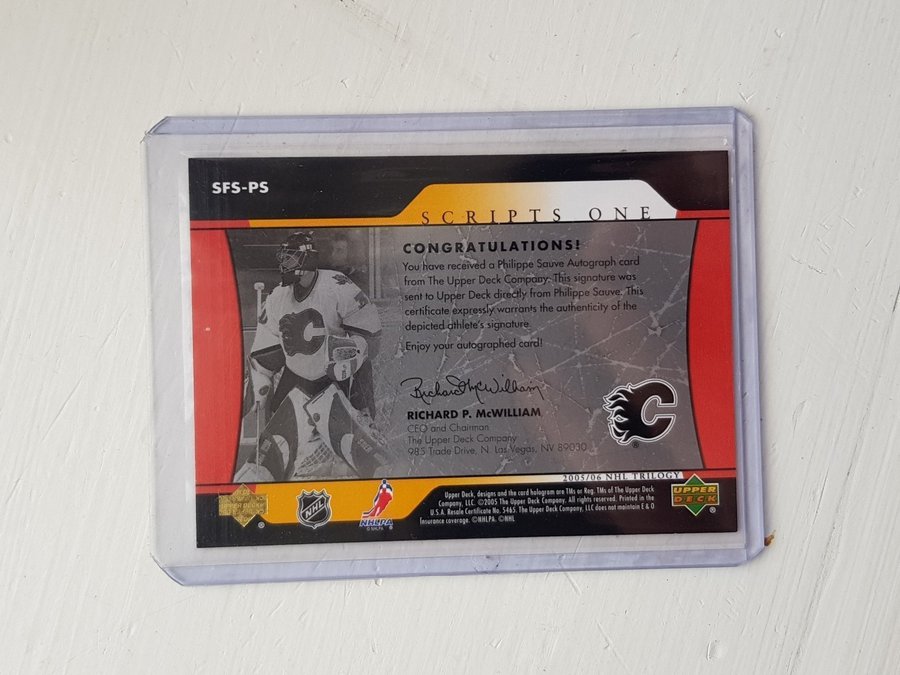 SFS-PS
SCRIPTS ONE
CONGRATULATIONS!
You have received a Philippe Sauve Autograph card
from The Upper Deck Company. This signature was
sent to Upper Deck directly from Philippe Sauve. This
certificate expressly warrants the authenticity of the
depicted athlete's signature.
Enjoy your autographed card!
Richard McWilliam
RICHARD P. McWILLIAM
CEO and Chairman
The Upper Deck Company
985 Trade Drive, N. Las Vegas, NV 89030
2005/06 NHL TRILOGY
Upper Deck, designs and the card hologram are TMs or Reg. TMs of The Upper Deck
Company, LLC. ©2005 The Upper Deck Company, LLC. All rights reserved. Printed in the
U.S.A. Resale Certificate No. 5465. The Upper Deck Company, LLC does not maintain E & O
Insurance coverage. ©NHLPA. ©NHL
NHL
NHLPA
© NHLPA
UPPER
DECK